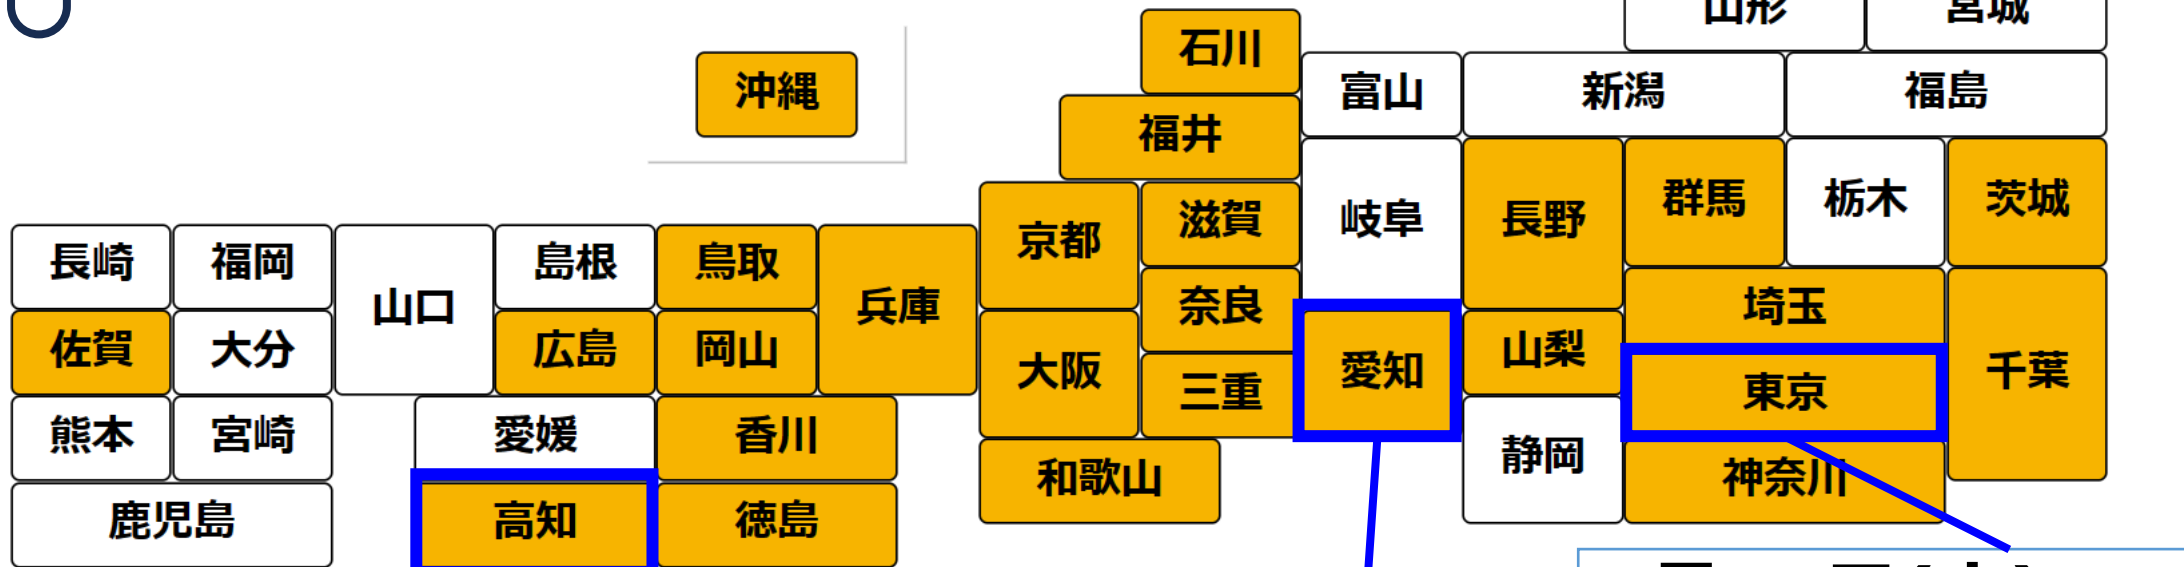 山形 宮城
石川
沖縄 富山 新潟 福島
福井
岐阜 長野 群馬 栃木 茨城
京都 滋賀
長崎 福岡 山口 島根 鳥取 兵庫
奈良 埼玉
佐賀 大分 広島 岡山 大阪 愛知 山梨 千葉
三重 東京
熊本 宮崎 愛媛 香川 静岡
和歌山 神奈川
鹿児島 高知 徳島